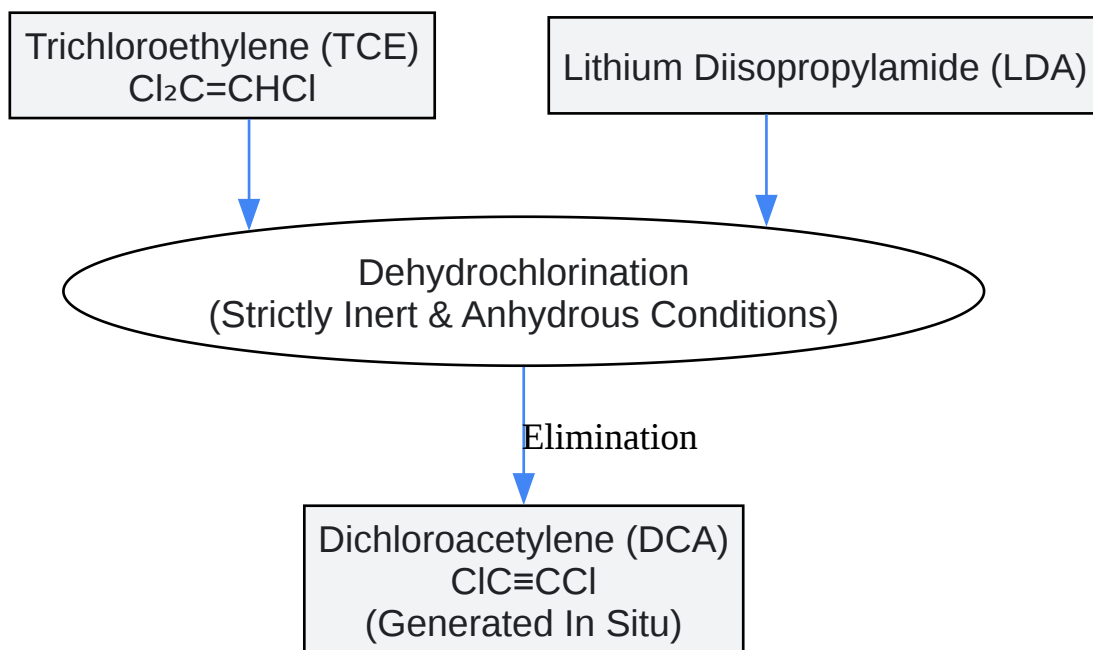 Trichloroethylene (TCE)
Cl₂C=CHCl
Lithium Diisopropylamide (LDA)
Dehydrochlorination
(Strictly Inert & Anhydrous Conditions)
Elimination
Dichloroacetylene (DCA)
ClC≡CCl
(Generated In Situ)